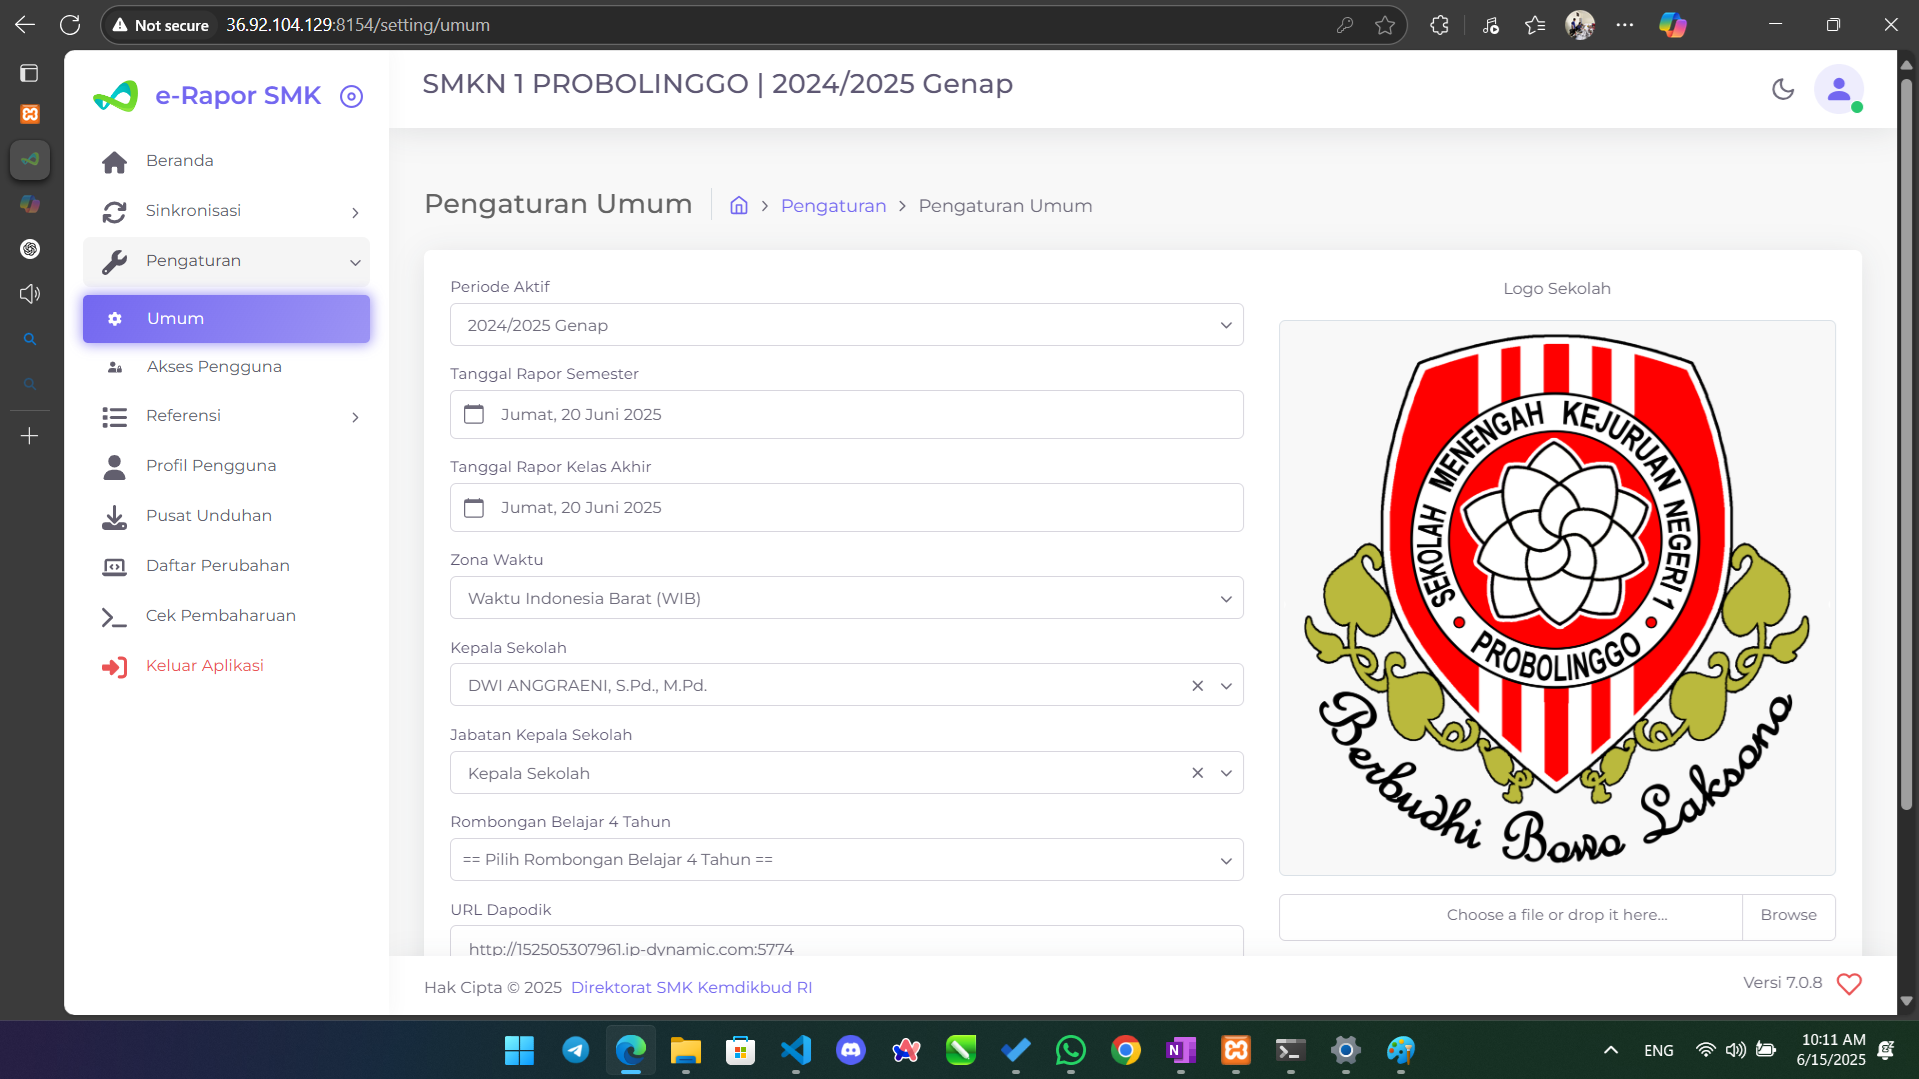 Not secure
36.92.104.129:8154/setting/umum
e-Rapor SMK
SMKN 1 PROBOLINGGO | 2024/2025 Genap
Beranda
Sinkronisasi
Pengaturan
Umum
Akses Pengguna
Referensi
Profil Pengguna
Pusat Unduhan
Daftar Perubahan
Cek Pembaharuan
Keluar Aplikasi
Pengaturan Umum
Pengaturan
Pengaturan Umum
Periode Aktif
2024/2025 Genap
Tanggal Rapor Semester
Jumat, 20 Juni 2025
Tanggal Rapor Kelas Akhir
Jumat, 20 Juni 2025
Zona Waktu
Waktu Indonesia Barat (WIB)
Kepala Sekolah
DWI ANGGRAENI, S.Pd., M.Pd.
Jabatan Kepala Sekolah
Kepala Sekolah
Rombongan Belajar 4 Tahun
== Pilih Rombongan Belajar 4 Tahun ==
URL Dapodik
http://152505307961.ip-dynamic.com:5774
Logo Sekolah
SEKOLAH MENENGAH KEJURUAN NEGERI 1
PROBOLINGGO
Berbudhi Bawa Laksana
Choose a file or drop it here...
Browse
Hak Cipta © 2025 Direktorat SMK Kemdikbud RI
Versi 7.0.8
ENG
10:11 AM
6/15/2025